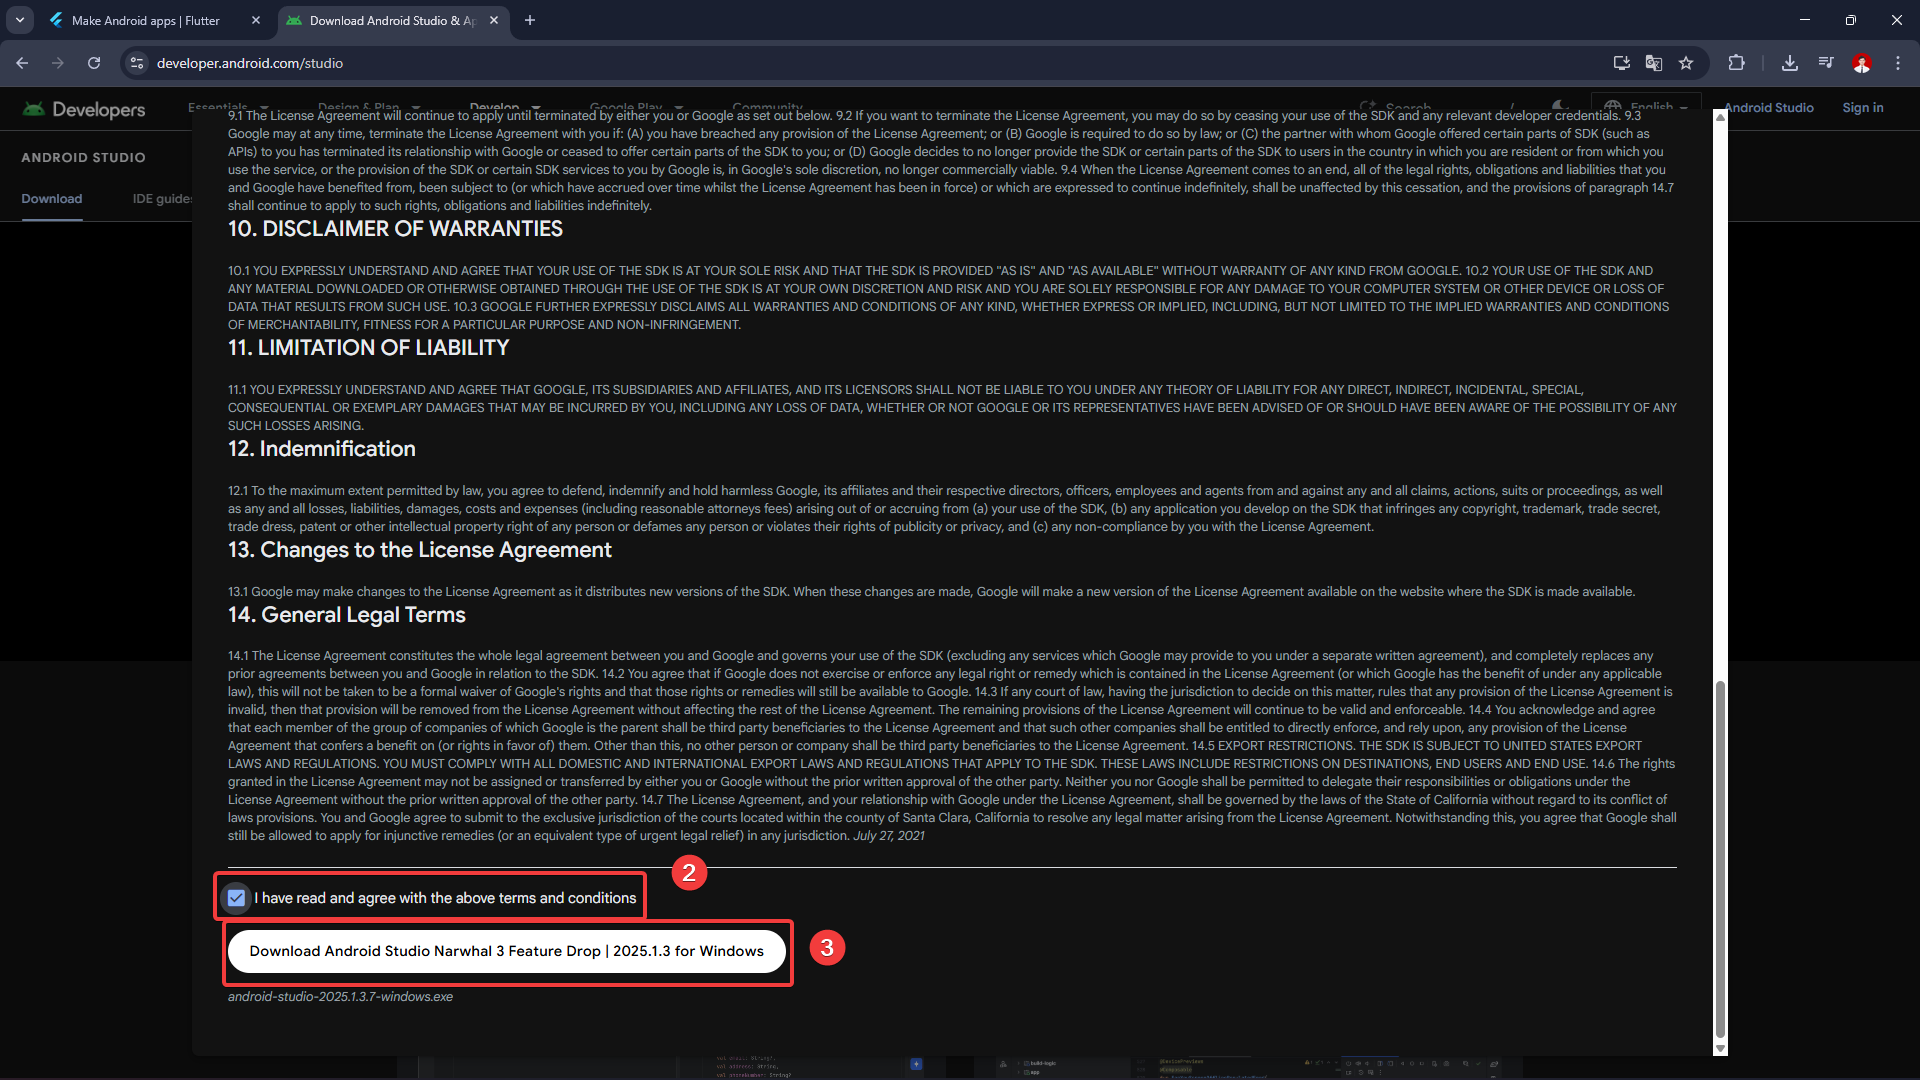 Make Android apps | Flutter
Download Android Studio & Ap
developer.android.com/studio
Developers
Essentials
Design & Plan
Develop
Google Play
Community
Search
/
English
Android Studio
Sign in
ANDROID STUDIO
Download
IDE guides
9.1 The License Agreement will continue to apply until terminated by either you or Google as set out below. 9.2 If you want to terminate the License Agreement, you may do so by ceasing your use of the SDK and any relevant developer credentials. 9.3
Google may at any time, terminate the License Agreement with you if: (A) you have breached any provision of the License Agreement; or (B) Google is required to do so by law; or (C) the partner with whom Google offered certain parts of SDK (such as
APIs) to you has terminated its relationship with Google or ceased to offer certain parts of the SDK to you; or (D) Google decides to no longer provide the SDK or certain parts of the SDK to users in the country in which you are resident or from which you
use the service, or the provision of the SDK or certain SDK services to you by Google is, in Google's sole discretion, no longer commercially viable. 9.4 When the License Agreement comes to an end, all of the legal rights, obligations and liabilities that you
and Google have benefited from, been subject to (or which have accrued over time whilst the License Agreement has been in force) or which are expressed to continue indefinitely, shall be unaffected by this cessation, and the provisions of paragraph 14.7
shall continue to apply to such rights, obligations and liabilities indefinitely.
10. DISCLAIMER OF WARRANTIES
10.1 YOU EXPRESSLY UNDERSTAND AND AGREE THAT YOUR USE OF THE SDK IS AT YOUR SOLE RISK AND THAT THE SDK IS PROVIDED "AS IS" AND "AS AVAILABLE" WITHOUT WARRANTY OF ANY KIND FROM GOOGLE. 10.2 YOUR USE OF THE SDK AND
ANY MATERIAL DOWNLOADED OR OTHERWISE OBTAINED THROUGH THE USE OF THE SDK IS AT YOUR OWN DISCRETION AND RISK AND YOU ARE SOLELY RESPONSIBLE FOR ANY DAMAGE TO YOUR COMPUTER SYSTEM OR OTHER DEVICE OR LOSS OF
DATA THAT RESULTS FROM SUCH USE. 10.3 GOOGLE FURTHER EXPRESSLY DISCLAIMS ALL WARRANTIES AND CONDITIONS OF ANY KIND, WHETHER EXPRESS OR IMPLIED, INCLUDING, BUT NOT LIMITED TO THE IMPLIED WARRANTIES AND CONDITIONS
OF MERCHANTABILITY, FITNESS FOR A PARTICULAR PURPOSE AND NON-INFRINGEMENT.
11. LIMITATION OF LIABILITY
11.1 YOU EXPRESSLY UNDERSTAND AND AGREE THAT GOOGLE, ITS SUBSIDIARIES AND AFFILIATES, AND ITS LICENSORS SHALL NOT BE LIABLE TO YOU UNDER ANY THEORY OF LIABILITY FOR ANY DIRECT, INDIRECT, INCIDENTAL, SPECIAL,
CONSEQUENTIAL OR EXEMPLARY DAMAGES THAT MAY BE INCURRED BY YOU, INCLUDING ANY LOSS OF DATA, WHETHER OR NOT GOOGLE OR ITS REPRESENTATIVES HAVE BEEN ADVISED OF OR SHOULD HAVE BEEN AWARE OF THE POSSIBILITY OF ANY
SUCH LOSSES ARISING.
12. Indemnification
12.1 To the maximum extent permitted by law, you agree to defend, indemnify and hold harmless Google, its affiliates and their respective directors, officers, employees and agents from and against any and all claims, actions, suits or proceedings, as well
as any and all losses, liabilities, damages, costs and expenses (including reasonable attorneys fees) arising out of or accruing from (a) your use of the SDK, (b) any application you develop on the SDK that infringes any copyright, trademark, trade secret,
trade dress, patent or other intellectual property right of any person or defames any person or violates their rights of publicity or privacy, and (c) any non-compliance by you with the License Agreement.
13. Changes to the License Agreement
13.1 Google may make changes to the License Agreement as it distributes new versions of the SDK. When these changes are made, Google will make a new version of the License Agreement available on the website where the SDK is made available.
14. General Legal Terms
14.1 The License Agreement constitutes the whole legal agreement between you and Google and governs your use of the SDK (excluding any services which Google may provide to you under a separate written agreement), and completely replaces any
prior agreements between you and Google in relation to the SDK. 14.2 You agree that if Google does not exercise or enforce any legal right or remedy which is contained in the License Agreement (or which Google has the benefit of under any applicable
law), this will not be taken to be a formal waiver of Google's rights and that those rights or remedies will still be available to Google. 14.3 If any court of law, having the jurisdiction to decide on this matter, rules that any provision of the License Agreement is
invalid, then that provision will be removed from the License Agreement without affecting the rest of the License Agreement. The remaining provisions of the License Agreement will continue to be valid and enforceable. 14.4 You acknowledge and agree
that each member of the group of companies of which Google is the parent shall be third party beneficiaries to the License Agreement and that such other companies shall be entitled to directly enforce, and rely upon, any provision of the License
Agreement that confers a benefit on (or rights in favor of) them. Other than this, no other person or company shall be third party beneficiaries to the License Agreement. 14.5 EXPORT RESTRICTIONS. THE SDK IS SUBJECT TO UNITED STATES EXPORT
LAWS AND REGULATIONS. YOU MUST COMPLY WITH ALL DOMESTIC AND INTERNATIONAL EXPORT LAWS AND REGULATIONS THAT APPLY TO THE SDK. THESE LAWS INCLUDE RESTRICTIONS ON DESTINATIONS, END USERS AND END USE. 14.6 The rights
granted in the License Agreement may not be assigned or transferred by either you or Google without the prior written approval of the other party. Neither you nor Google shall be permitted to delegate their responsibilities or obligations under the
License Agreement without the prior written approval of the other party. 14.7 The License Agreement, and your relationship with Google under the License Agreement, shall be governed by the laws of the State of California without regard to its conflict of
laws provisions. You and Google agree to submit to the exclusive jurisdiction of the courts located within the county of Santa Clara, California to resolve any legal matter arising from the License Agreement. Notwithstanding this, you agree that Google shall
still be allowed to apply for injunctive remedies (or an equivalent type of urgent legal relief) in any jurisdiction. July 27, 2021
2
I have read and agree with the above terms and conditions
Download Android Studio Narwhal 3 Feature Drop | 2025.1.3 for Windows
3
android-studio-2025.1.3.7-windows.exe
val address: String,
val phoneNumber: String?
build-logic
app